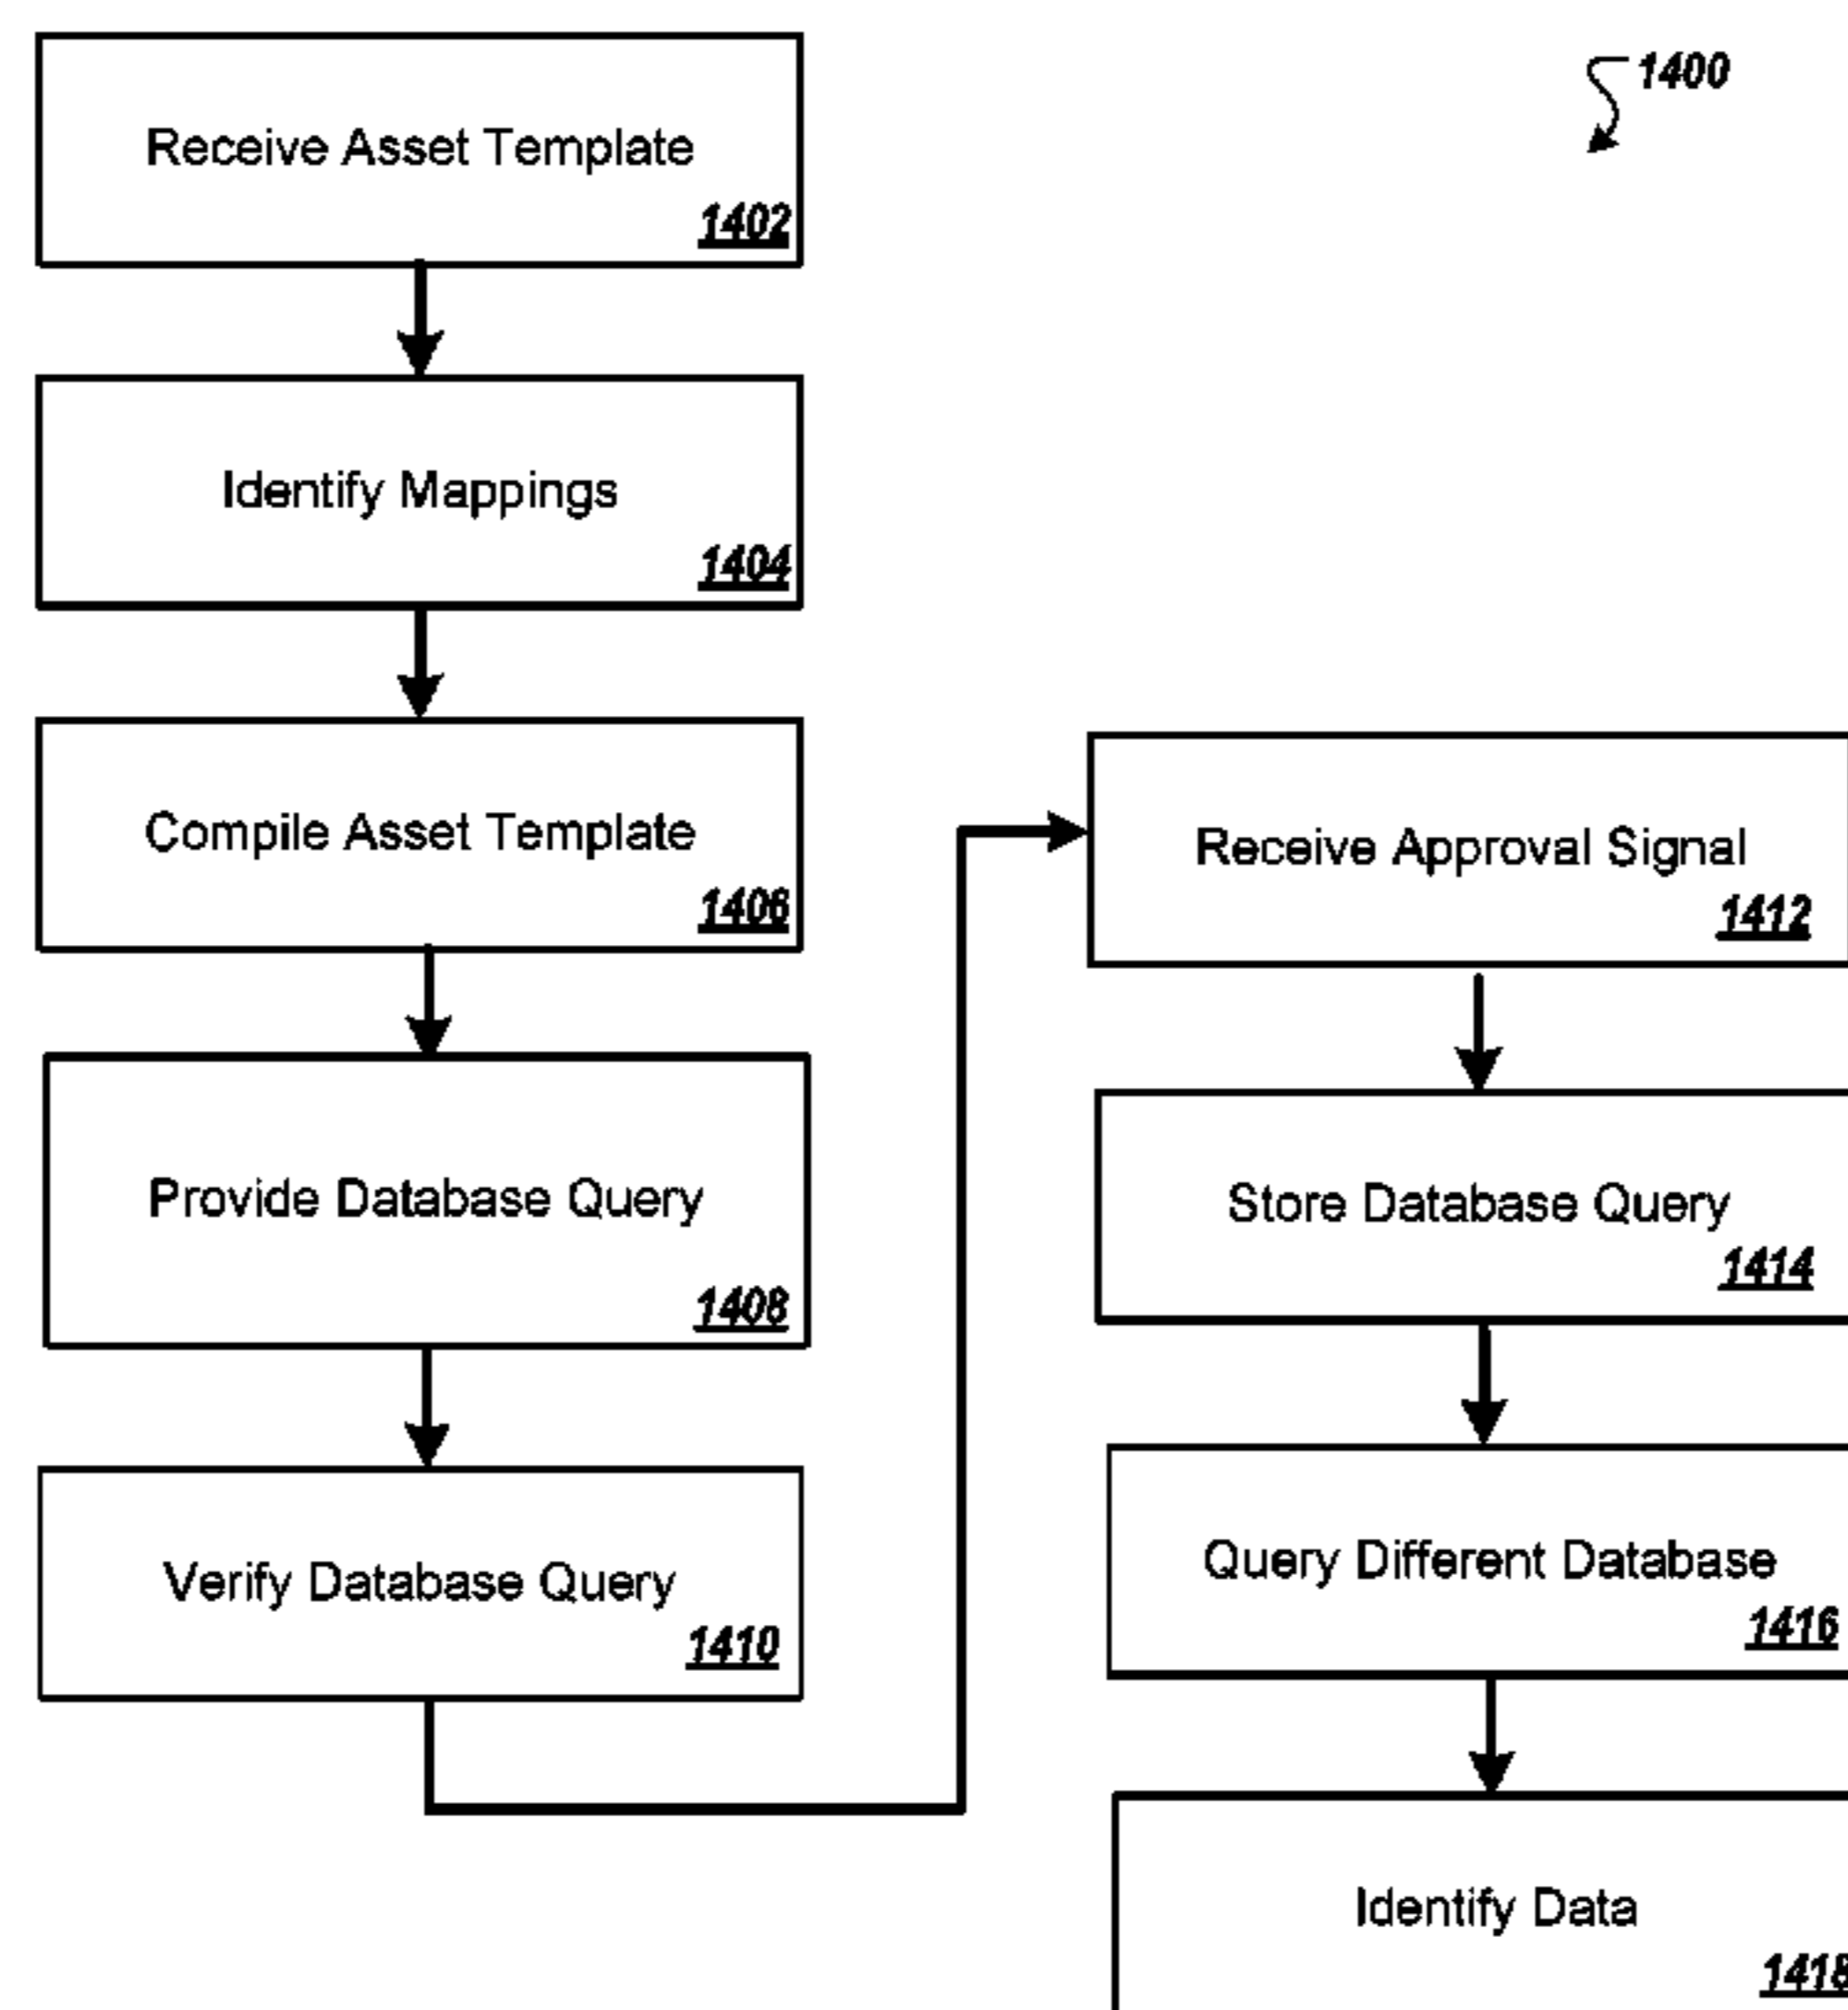 1400
Receive Asset Template
1402
Identify Mappings
1404
Compile Asset Template
1406
Provide Database Query
1408
Verify Database Query
1410
Receive Approval Signal
1412
Store Database Query
1414
Query Different Database
1416
Identify Data
1418